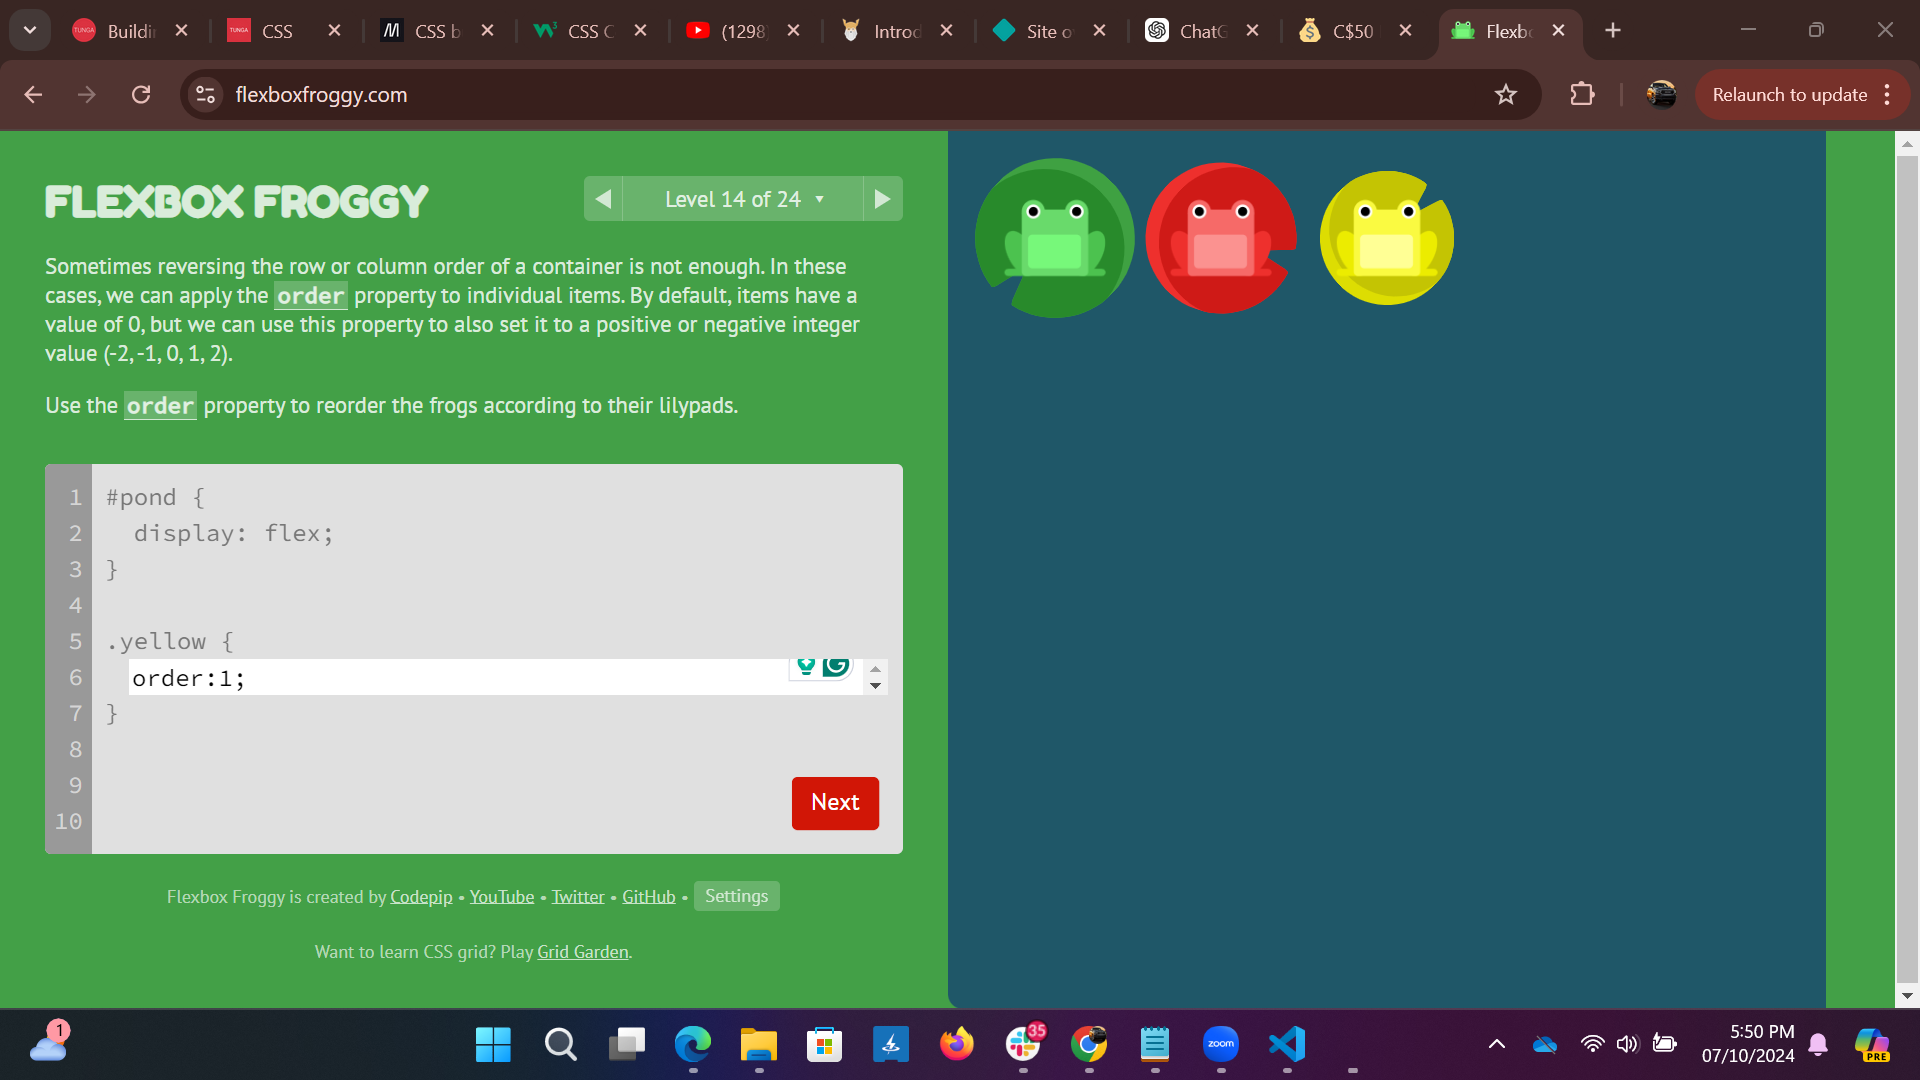 Buildin
CSS
CSS b
CSS C
(1298)
Introd
Site o
ChatG
C$50
Flexbo
flexboxfroggy.com
Relaunch to update
FLEXBOX FROGGY
Level 14 of 24
Sometimes reversing the row or column order of a container is not enough. In these
cases, we can apply the order property to individual items. By default, items have a
value of 0, but we can use this property to also set it to a positive or negative integer
value (-2, -1, 0, 1, 2).
Use the order property to reorder the frogs according to their lilypads.
1 #pond {
2 display: flex;
3 }
4
5 .yellow {
6 order:1;
7 }
8
9
10
Next
Flexbox Froggy is created by Codepip • YouTube • Twitter • GitHub • Settings
Want to learn CSS grid? Play Grid Garden.
1
35
zoom
5:50 PM
07/10/2024
PRE